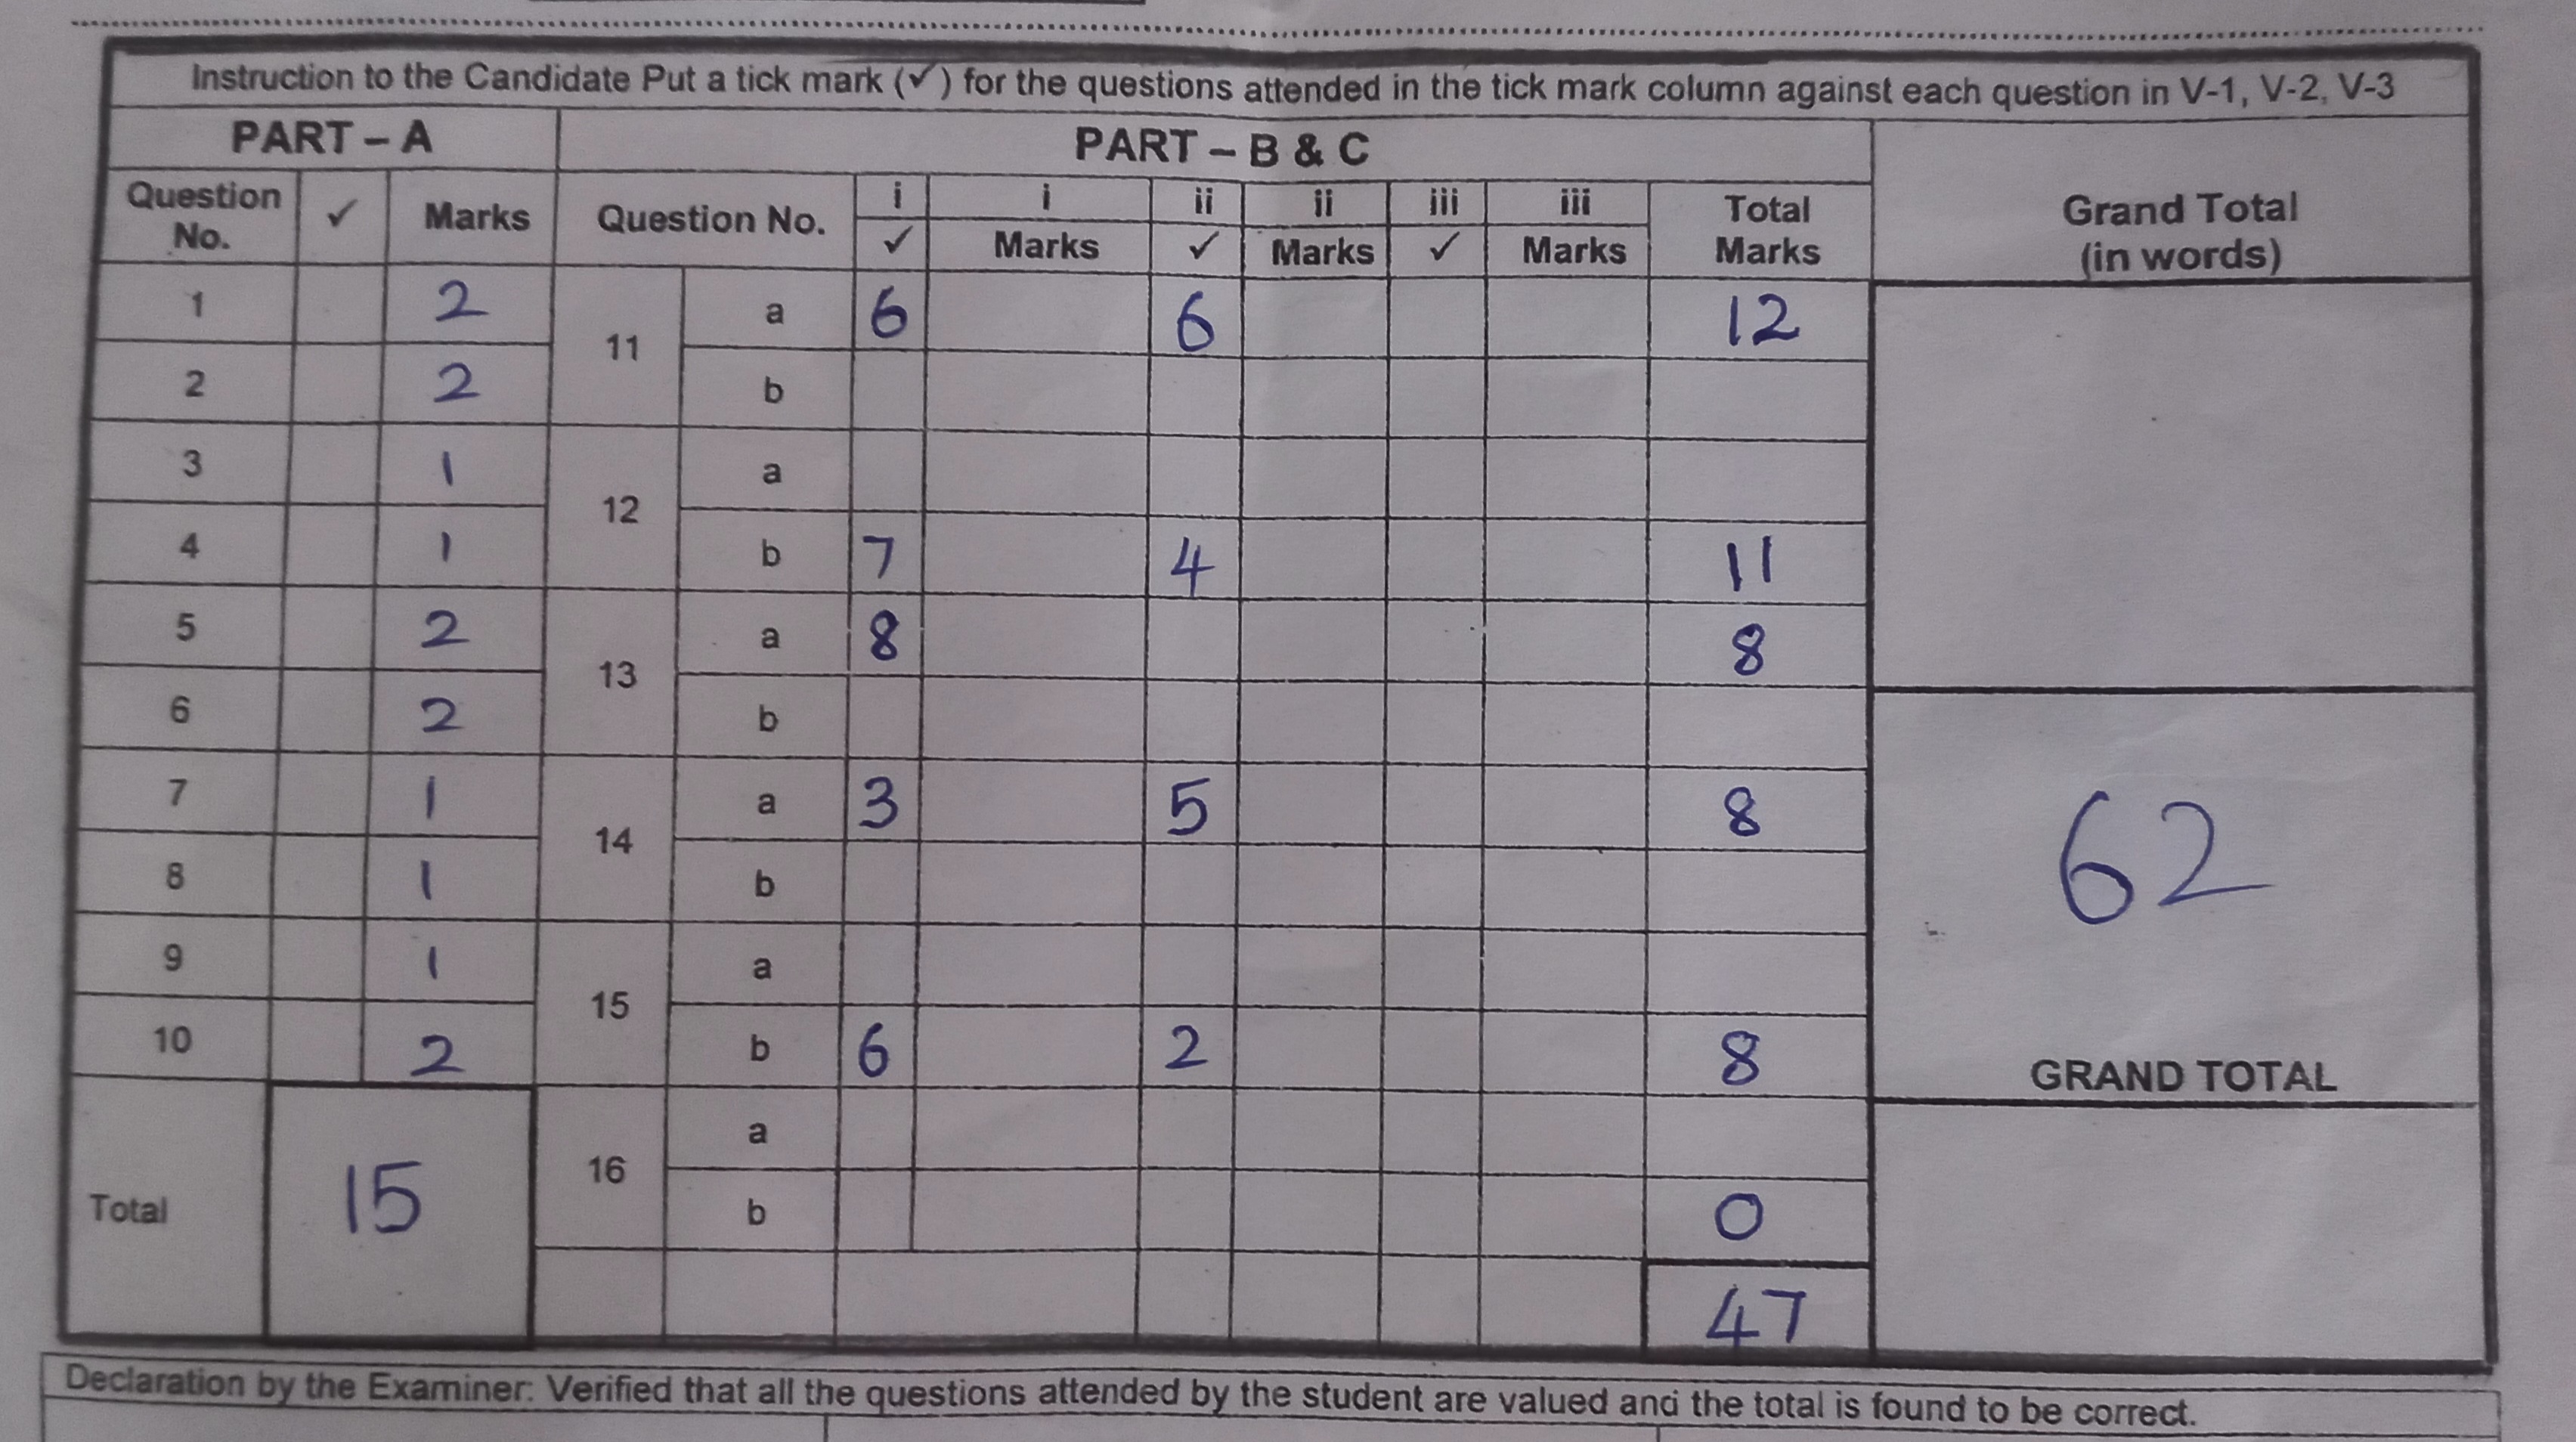 Instruction to the Candidate Put a tick mark (✓) for the questions attended in the tick mark column against each question in V-1, V-2, V-3
PART – A PART – B & C
Question No. ✓ Marks Question No. i ✓ i Marks ii ✓ ii Marks iii ✓ iii Marks Total Marks Grand Total (in words)
1 2 11 a 6 6 12
2 2 b
3 1 12 a
4 1 b 7 4 11
5 2 13 a 8 8
6 2 b
7 1 14 a 3 5 8
8 1 b
62
9 1 15 a
10 2 b 6 2 8
GRAND TOTAL
16 a
Total 15 b 0
47
Declaration by the Examiner: Verified that all the questions attended by the student are valued and the total is found to be correct.